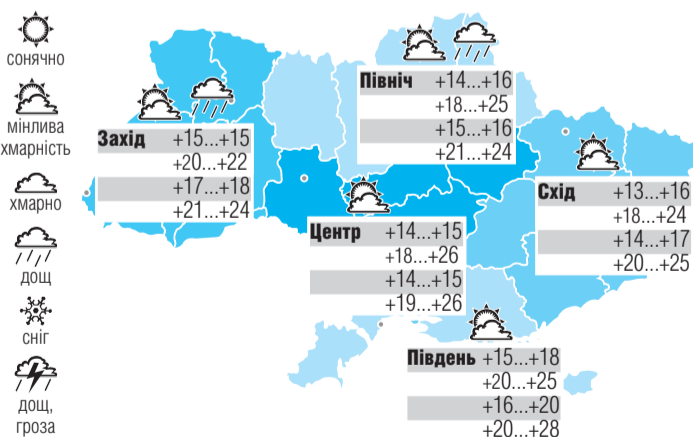 сонячно
мінлива
хмарність
хмарно
дощ
сніг
дощ,
гроза
Північ +14...+16
+18...+25
+15...+16
+21...+24
Захід +15...+15
+20...+22
+17...+18
+21...+24
Схід +13...+16
+18...+24
+14...+17
+20...+25
Центр +14...+15
+18...+26
+14...+15
+19...+26
Південь +15...+18
+20...+25
+16...+20
+20...+28